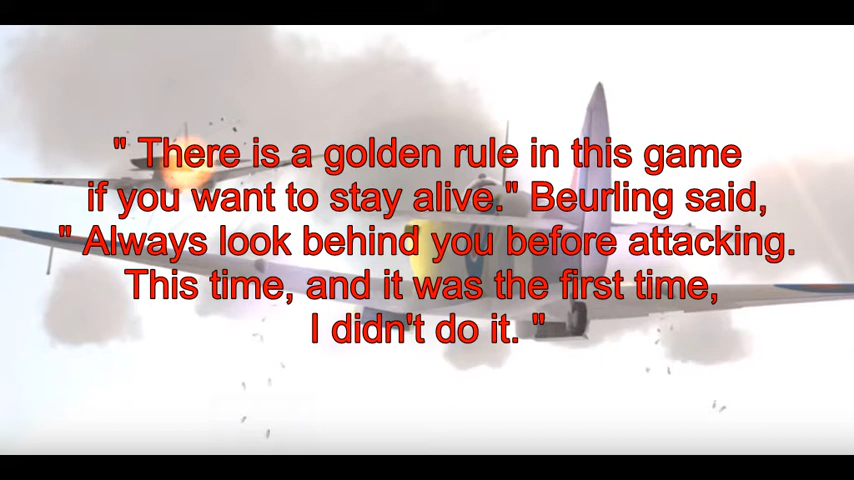 " There is a golden rule in this game
if you want to stay alive." Beurling said,
" Always look behind you before attacking.
This time, and it was the first time,
I didn't do it. "